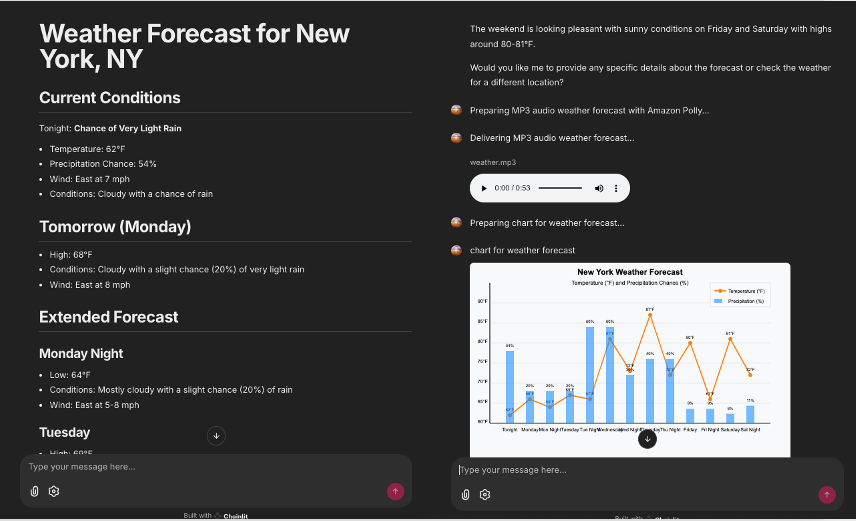 Weather Forecast for New
York, NY
Current Conditions
Tonight: Chance of Very Light Rain
Temperature: 62°F
Precipitation Chance: 54%
Wind: East at 7 mph
Conditions: Cloudy with a chance of rain
Tomorrow (Monday)
High: 68°F
Conditions: Cloudy with a slight chance (20%) of very light rain
Wind: East at 8 mph
Extended Forecast
Monday Night
Low: 64°F
Conditions: Mostly cloudy with a slight chance (20%) of rain
Wind: East at 5-8 mph
Tuesday
High: 69°F
Type your message here...
Built with Chainlit
The weekend is looking pleasant with sunny conditions on Friday and Saturday with highs
around 80-81°F.
Would you like me to provide any specific details about the forecast or check the weather
for a different location?
Preparing MP3 audio weather forecast with Amazon Polly...
Delivering MP3 audio weather forecast...
weather.mp3
0:00 / 0:53
Preparing chart for weather forecast...
chart for weather forecast
New York Weather Forecast
Temperature (°F) and Precipitation Chance (%)
Temperature (°F)
Precipitation (%)
90°F
85°F
80°F
75°F
70°F
65°F
60°F
54%
20%
20%
20%
60%
60%
87°F
80°F
81°F
11%
Tonight Monday Mon Night Tuesday Tue Night Wednesday Wed Night Thursday Thu Night Friday Fri Night Saturday Sat Night
Type your message here...
Built with Chainlit